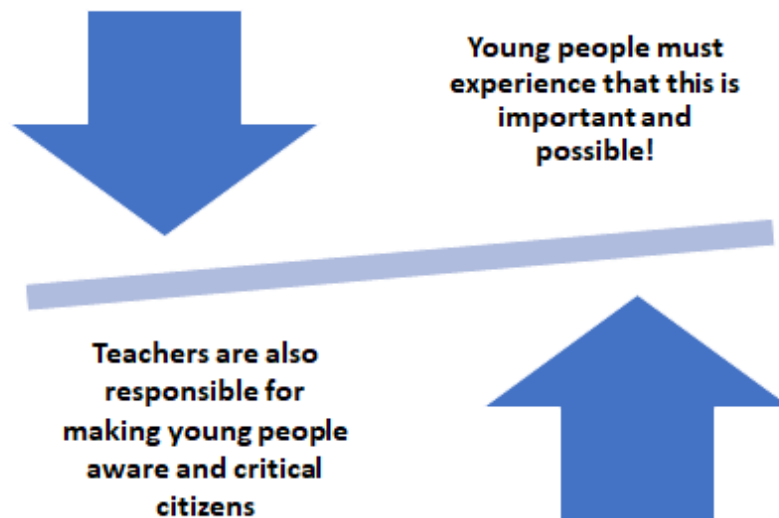 Young people must
experience that this is
important and
possible!
Teachers are also
responsible for
making young people
aware and critical
citizens